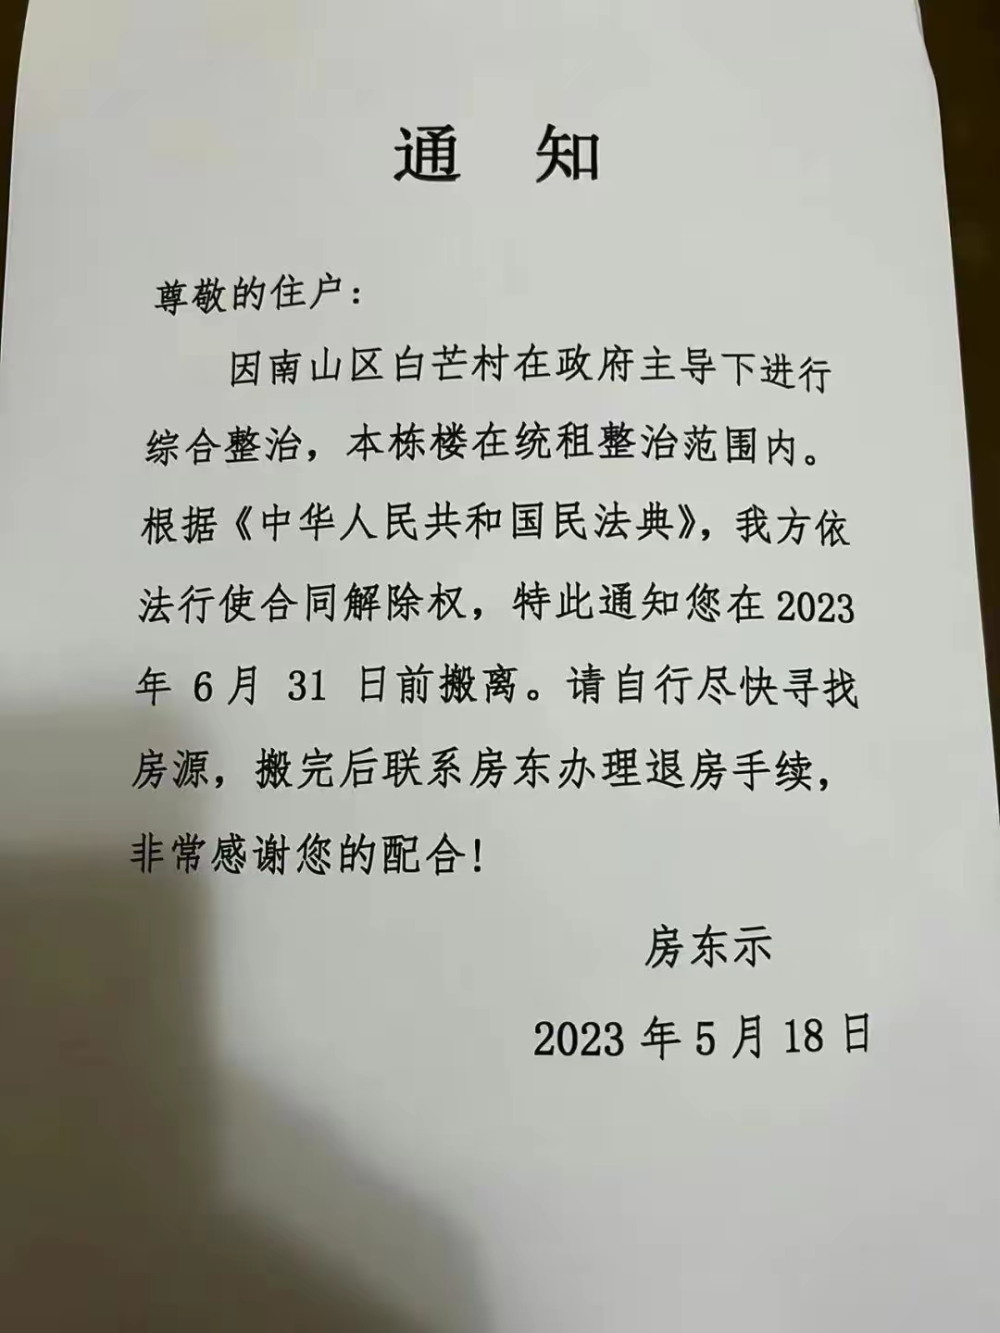 通 知
尊敬的住户：
因南山区白芒村在政府主导下进行
综合整治，本栋楼在统租整治范围内。
根据《中华人民共和国民法典》，我方依
法行使合同解除权，特此通知您在 2023
年 6 月 31 日前搬离。请自行尽快寻找
房源，搬完后联系房东办理退房手续，
非常感谢您的配合！
房东示
2023 年 5 月 18 日